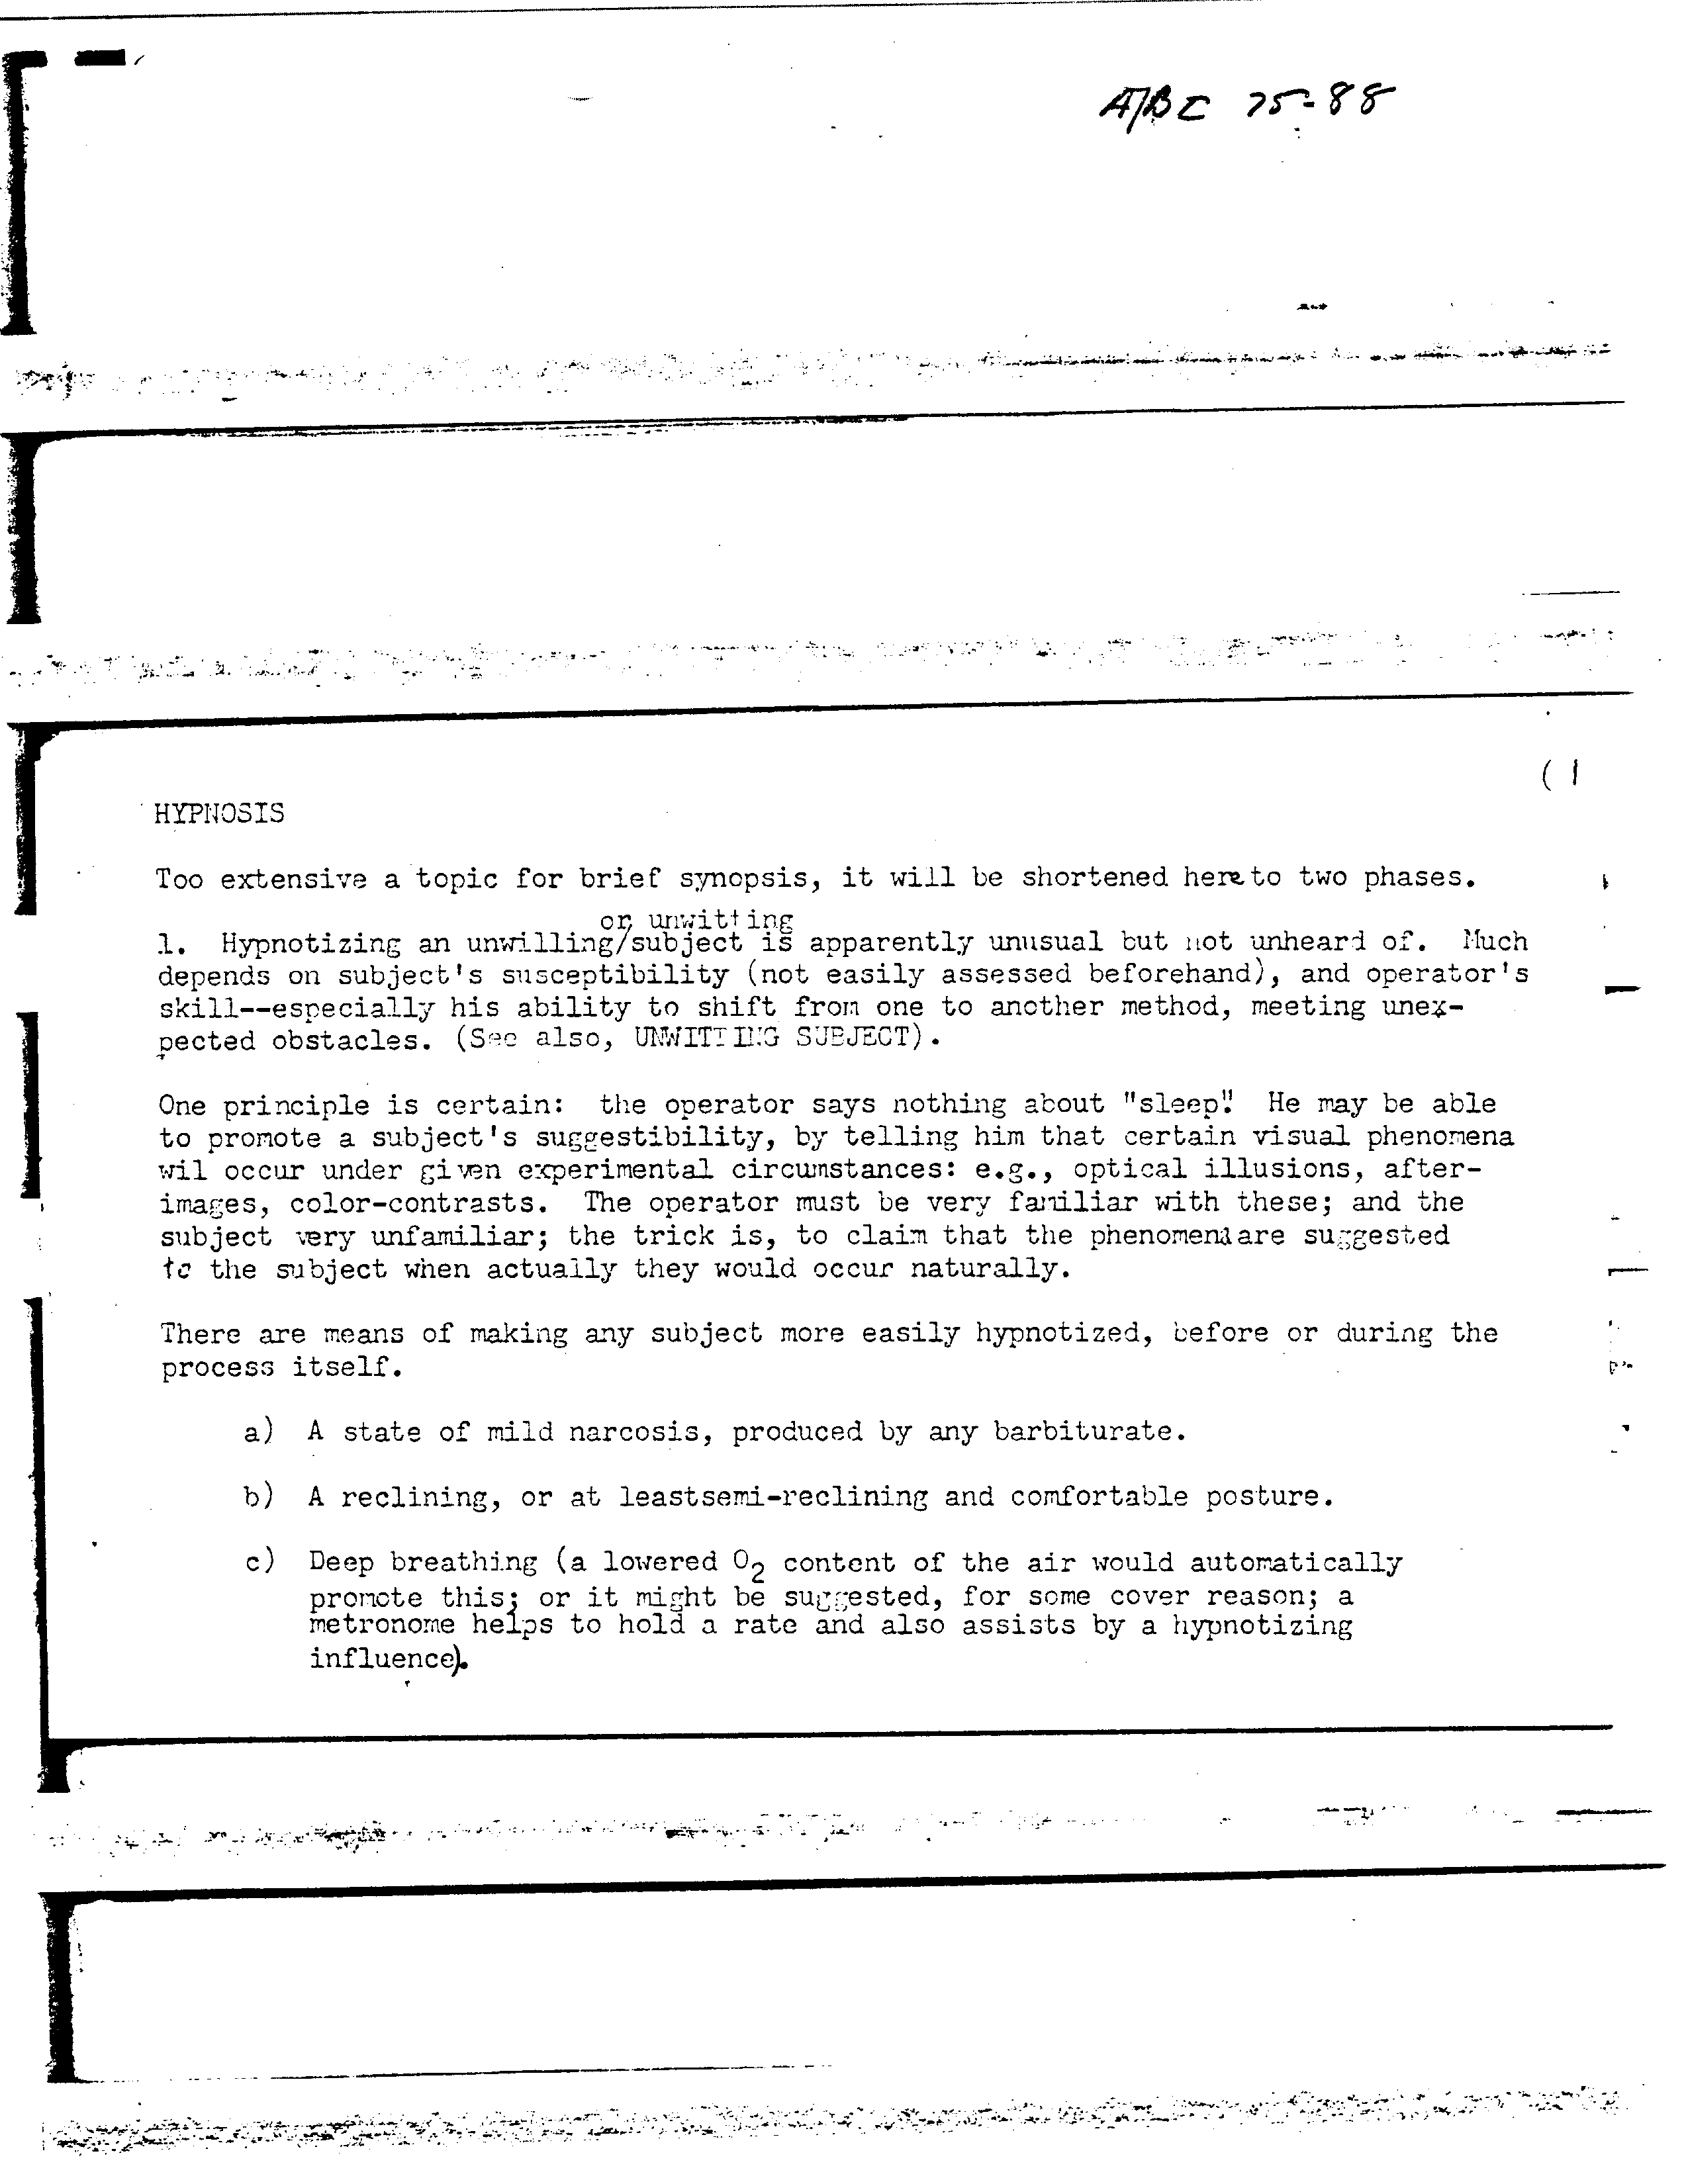 A/B C 75-88
( 1
HYPNOSIS
Too extensive a topic for brief synopsis, it will be shortened here to two phases.
or unwitting
1. Hypnotizing an unwilling/subject is apparently unusual but not unheard of. Much
depends on subject's susceptibility (not easily assessed beforehand), and operator's
skill--especially his ability to shift from one to another method, meeting unex-
pected obstacles. (See also, UNWITTING SUBJECT).
One principle is certain: the operator says nothing about "sleep". He may be able
to promote a subject's suggestibility, by telling him that certain visual phenomena
wil occur under given experimental circumstances: e.g., optical illusions, after-
images, color-contrasts. The operator must be very familiar with these; and the
subject very unfamiliar; the trick is, to claim that the phenomena are suggested
to the subject when actually they would occur naturally.
There are means of making any subject more easily hypnotized, before or during the
process itself.
a) A state of mild narcosis, produced by any barbiturate.
b) A reclining, or at leastsemi-reclining and comfortable posture.
c) Deep breathing (a lowered O2 content of the air would automatically
promote this; or it might be suggested, for some cover reason; a
metronome helps to hold a rate and also assists by a hypnotizing
influence).